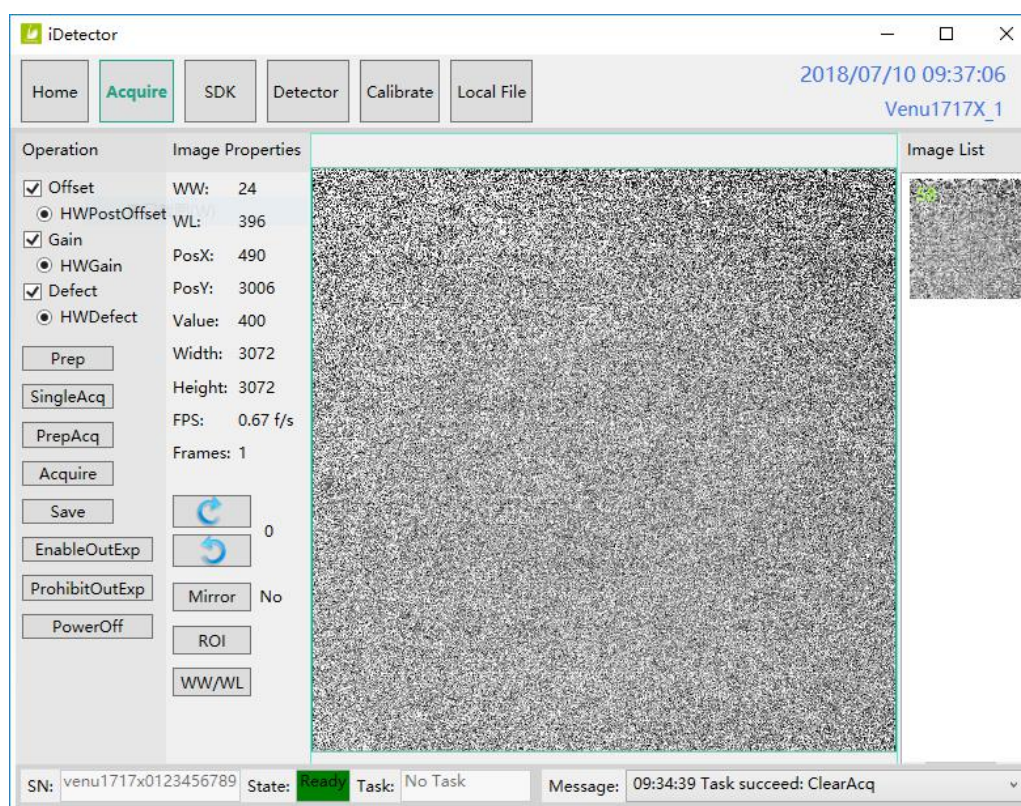 iDetector
Home
Acquire
SDK
Detector
Calibrate
Local File
2018/07/10 09:37:06
Venu1717X_1
Operation
Offset
HWPostOffset
Gain
HWGain
Defect
HWDefect
Prep
SingleAcq
PrepAcq
Acquire
Save
EnableOutExp
ProhibitOutExp
PowerOff
Image Properties
WW: 24
WL: 396
PosX: 490
PosY: 3006
Value: 400
Width: 3072
Height: 3072
FPS: 0.67 f/s
Frames: 1
0
Mirror No
ROI
WW/WL
Image List
SN: venu1717x0123456789 State: Ready Task: No Task Message: 09:34:39 Task succeed: ClearAcq